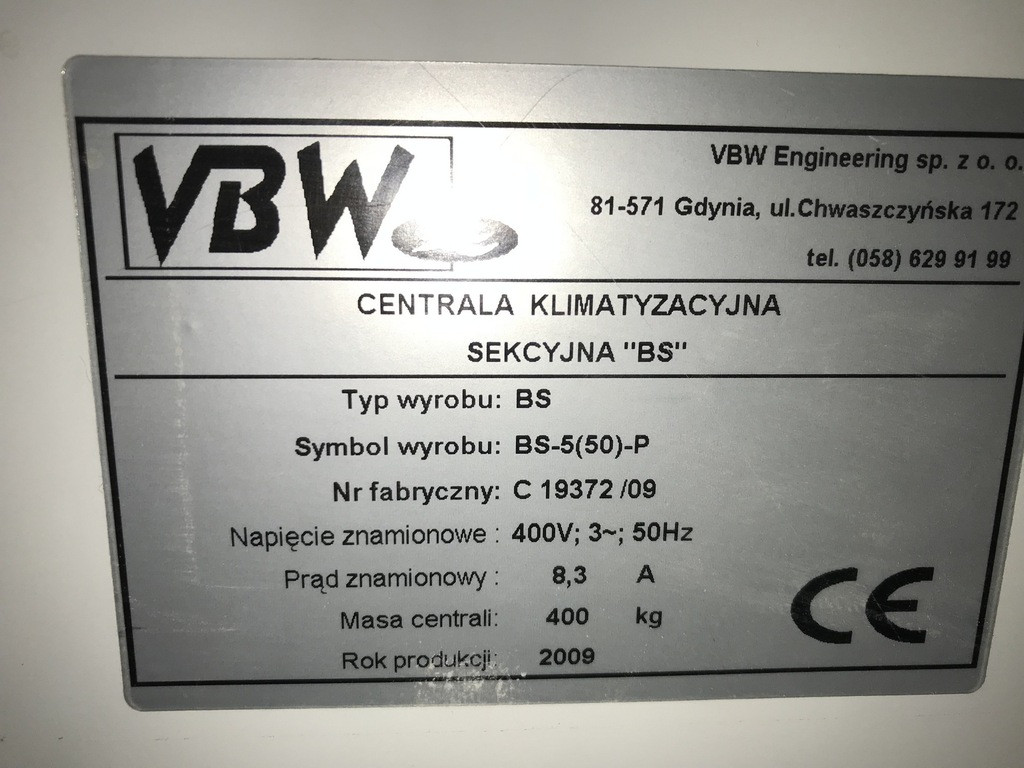 VBW
VBW Engineering sp. z o. o.
81-571 Gdynia, ul.Chwaszczyńska 172
tel. (058) 629 91 99
CENTRALA KLIMATYZACYJNA
SEKCYJNA "BS"
Typ wyrobu: BS
Symbol wyrobu: BS-5(50)-P
Nr fabryczny: C 19372 /09
Napięcie znamionowe : 400V; 3~; 50Hz
Prąd znamionowy : 8,3 A
Masa centrali: 400 kg
Rok produkcji: 2009
CE